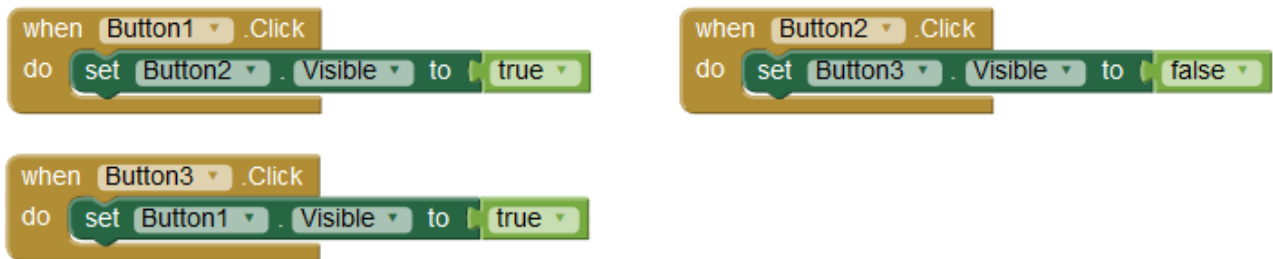 when Button1 .Click
do set Button2 . Visible to true
when Button2 .Click
do set Button3 . Visible to false
when Button3 .Click
do set Button1 . Visible to true